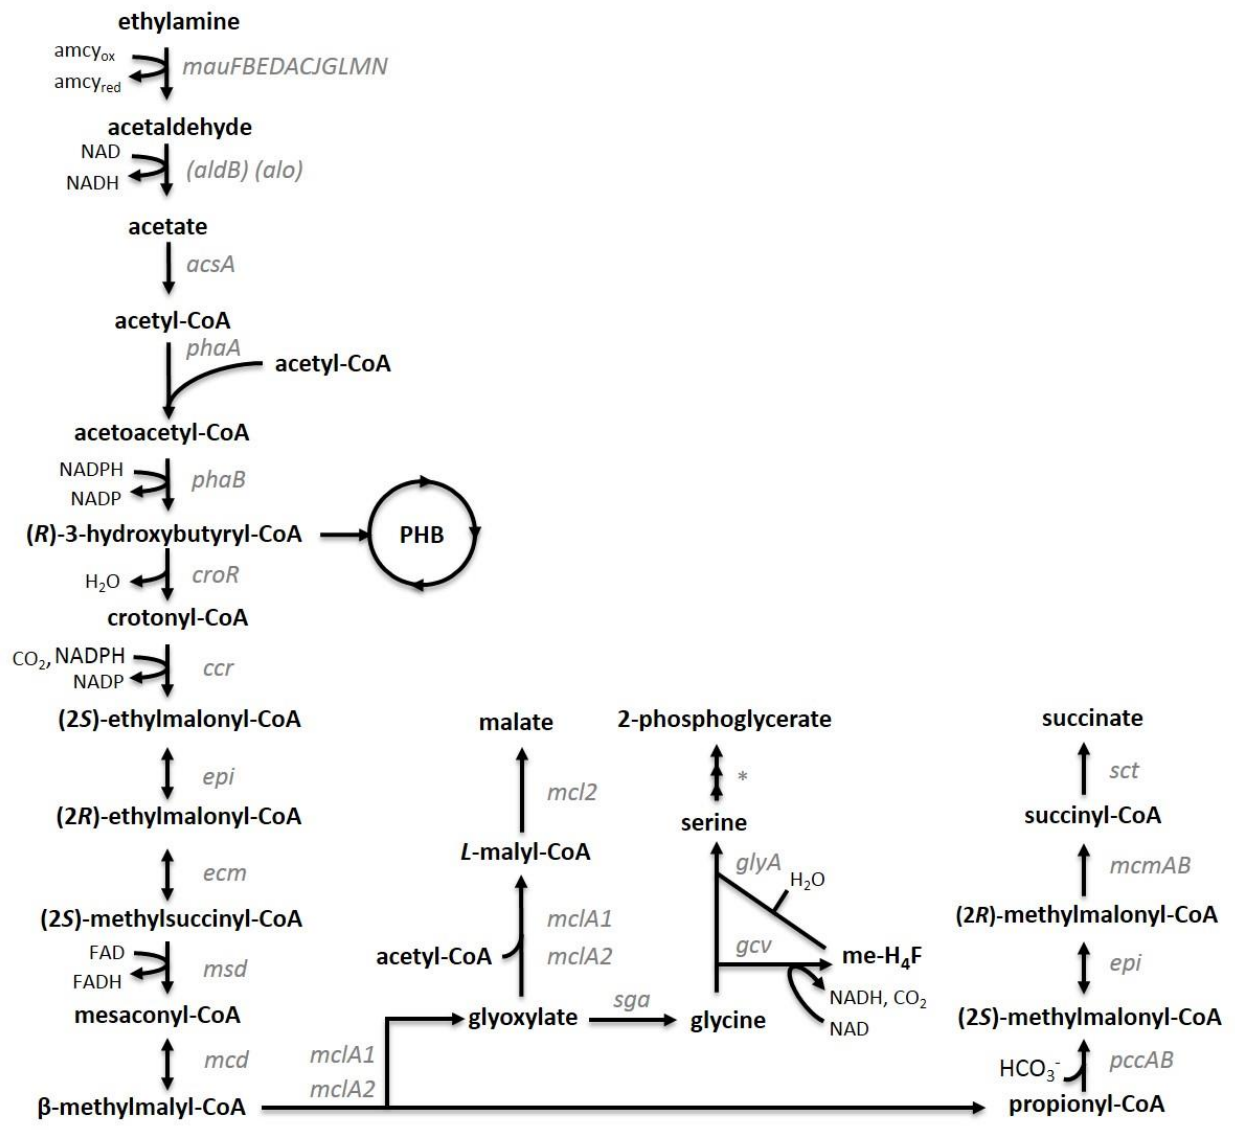 ethylamine
amcyox
amcyred
mauFBEDACJGLMN
acetaldehyde
NAD
NADH
(aldB) (alo)
acetate
acsA
acetyl-CoA
phaA
acetyl-CoA
acetoacetyl-CoA
NADPH
NADP
phaB
(R)-3-hydroxybutyryl-CoA
PHB
H2O
croR
crotonyl-CoA
CO2, NADPH
NADP
ccr
(2S)-ethylmalonyl-CoA
epi
(2R)-ethylmalonyl-CoA
ecm
(2S)-methylsuccinyl-CoA
FAD
FADH
msd
mesaconyl-CoA
mcd
β-methylmalyl-CoA
mclA1
mclA2
malate
mcl2
L-malyl-CoA
mclA1
mclA2
acetyl-CoA
glyoxylate
sga
2-phosphoglycerate
*
serine
glyA
H2O
gcv
me-H4F
NADH, CO2
NAD
glycine
succinate
sct
succinyl-CoA
mcmAB
(2R)-methylmalonyl-CoA
epi
(2S)-methylmalonyl-CoA
HCO3-
pccAB
propionyl-CoA